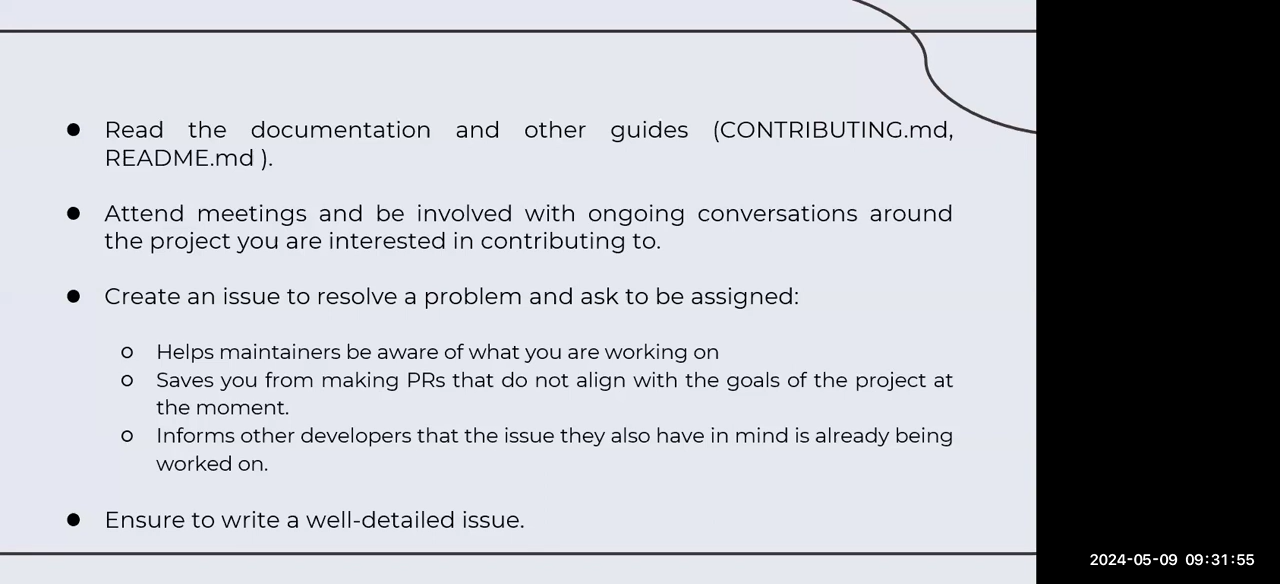 ● Read the documentation and other guides (CONTRIBUTING.md,
README.md ).
● Attend meetings and be involved with ongoing conversations around
the project you are interested in contributing to.
● Create an issue to resolve a problem and ask to be assigned:
○ Helps maintainers be aware of what you are working on
○ Saves you from making PRs that do not align with the goals of the project at
the moment.
○ Informs other developers that the issue they also have in mind is already being
worked on.
● Ensure to write a well-detailed issue.
2024-05-09 09:31:55